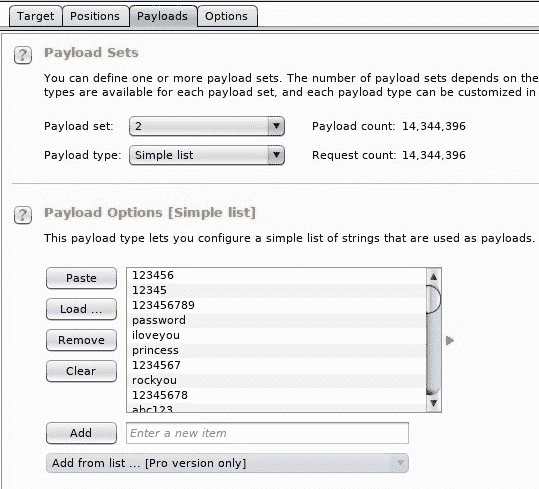 Target Positions Payloads Options
? Payload Sets
You can define one or more payload sets. The number of payload sets depends on the
types are available for each payload set, and each payload type can be customized in
Payload set: 2 Payload count: 14,344,396
Payload type: Simple list Request count: 14,344,396
? Payload Options [Simple list]
This payload type lets you configure a simple list of strings that are used as payloads.
Paste
Load ...
Remove
Clear
123456
12345
123456789
password
iloveyou
princess
1234567
rockyou
12345678
abc123
Add Enter a new item
Add from list ... [Pro version only]